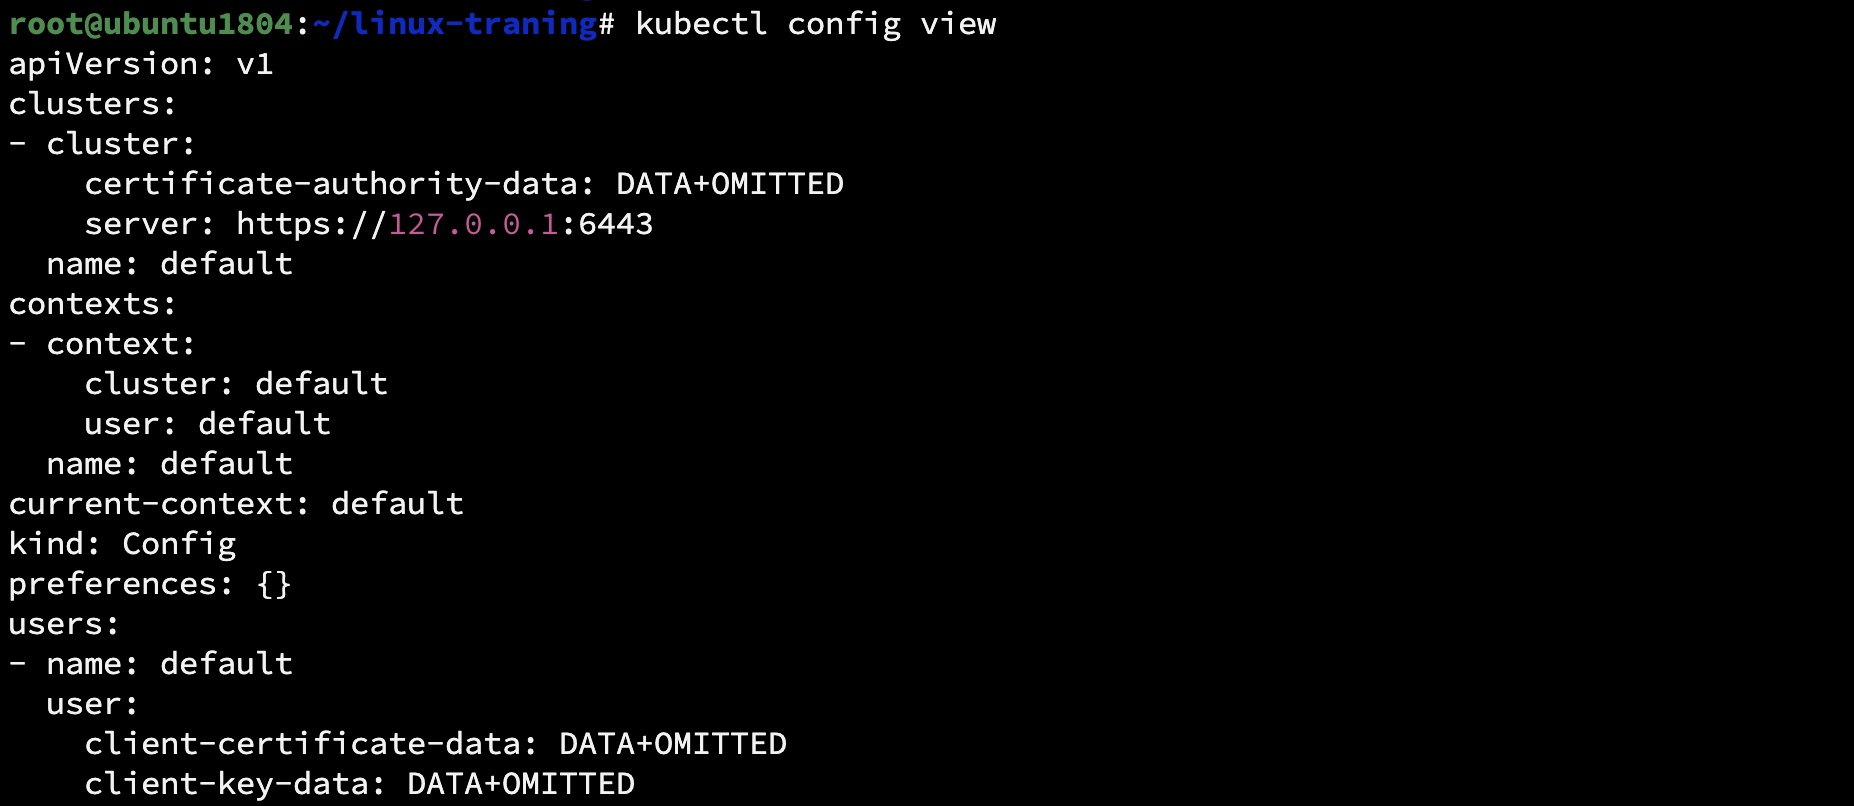 root@ubuntu1804:~/linux-traning# kubectl config view
apiVersion: v1
clusters:
- cluster:
    certificate-authority-data: DATA+OMITTED
    server: https://127.0.0.1:6443
  name: default
contexts:
- context:
    cluster: default
    user: default
  name: default
current-context: default
kind: Config
preferences: {}
users:
- name: default
  user:
    client-certificate-data: DATA+OMITTED
    client-key-data: DATA+OMITTED